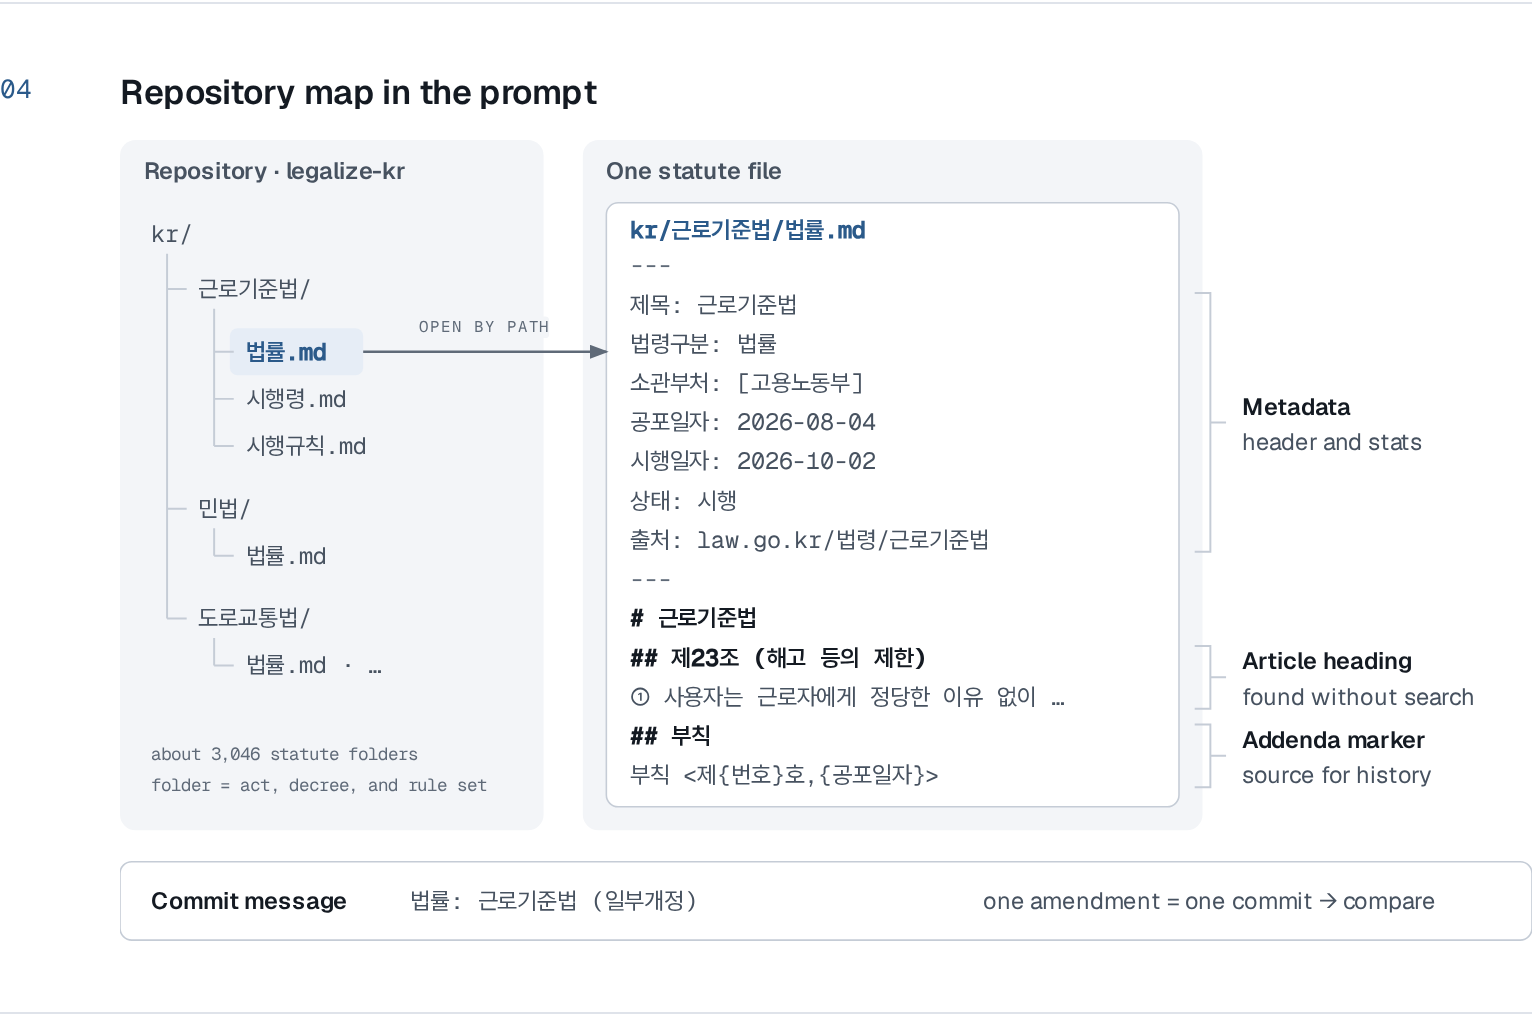 04
Repository map in the prompt
Repository · legalize-kr
kr/
근로기준법/
법률.md
시행령.md
시행규칙.md
민법/
법률.md
도로교통법/
법률.md · …
about 3,046 statute folders
folder = act, decree, and rule set
OPEN BY PATH
One statute file
kr/근로기준법/법률.md
---
제목: 근로기준법
법령구분: 법률
소관부처: [고용노동부]
공포일자: 2026-08-04
시행일자: 2026-10-02
상태: 시행
출처: law.go.kr/법령/근로기준법
---
# 근로기준법
## 제23조 (해고 등의 제한)
① 사용자는 근로자에게 정당한 이유 없이 …
## 부칙
부칙 <제{번호}호,{공포일자}>
Metadata
header and stats
Article heading
found without search
Addenda marker
source for history
Commit message 법률: 근로기준법 (일부개정) one amendment = one commit → compare